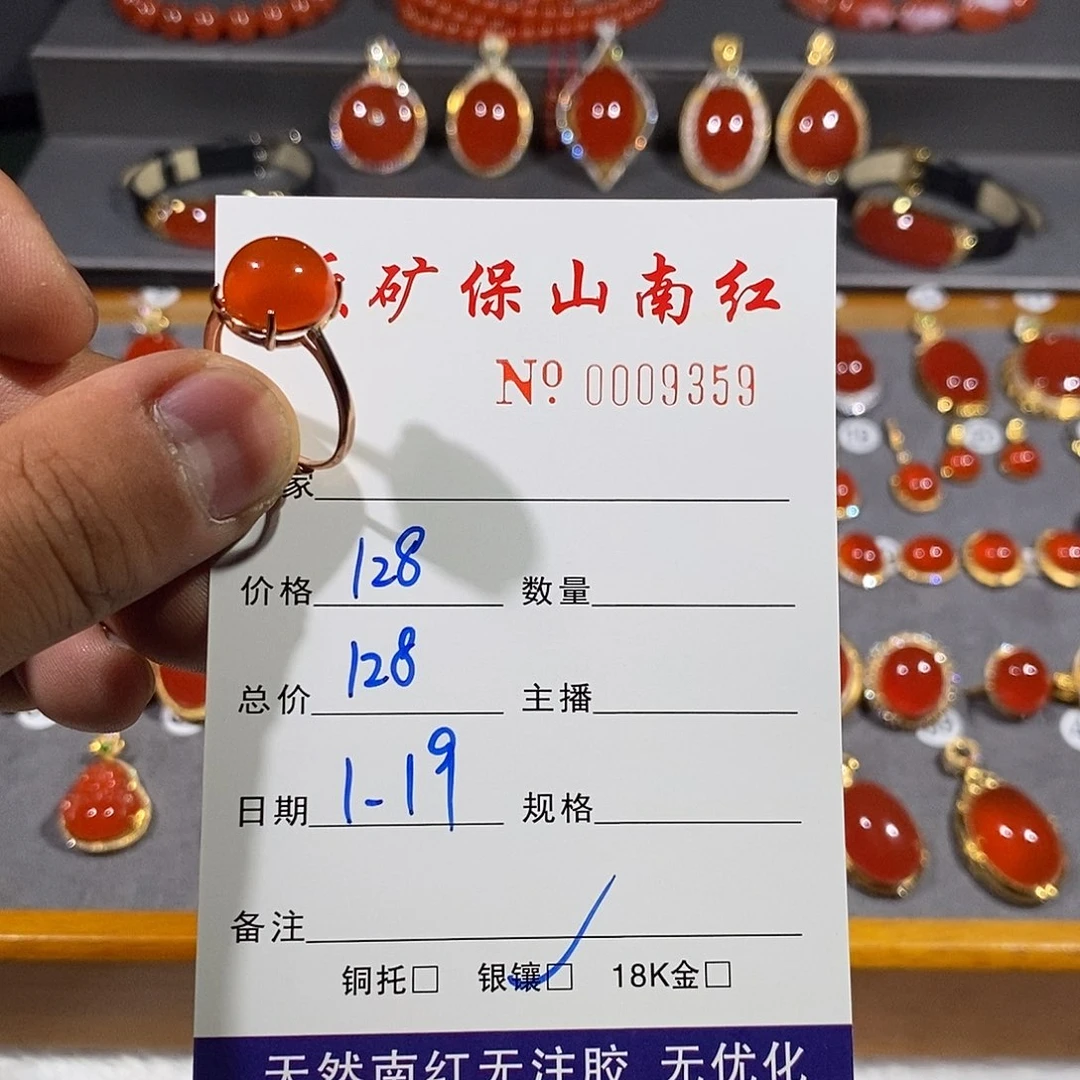 矿保山南红
No. 0009359
家
价格 128 数量
总价 128 主播
日期 1-19 规格
备注
铜托□ 银镶□ 18K金□
天然南红无注胶 无优化